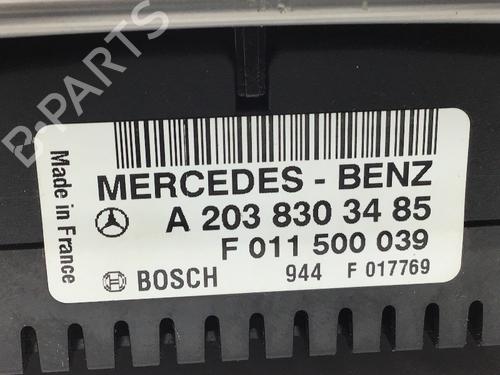 B-PARTS
Made in France
MERCEDES - BENZ
A 203 830 34 85
F 011 500 039
BOSCH 944 F 017769